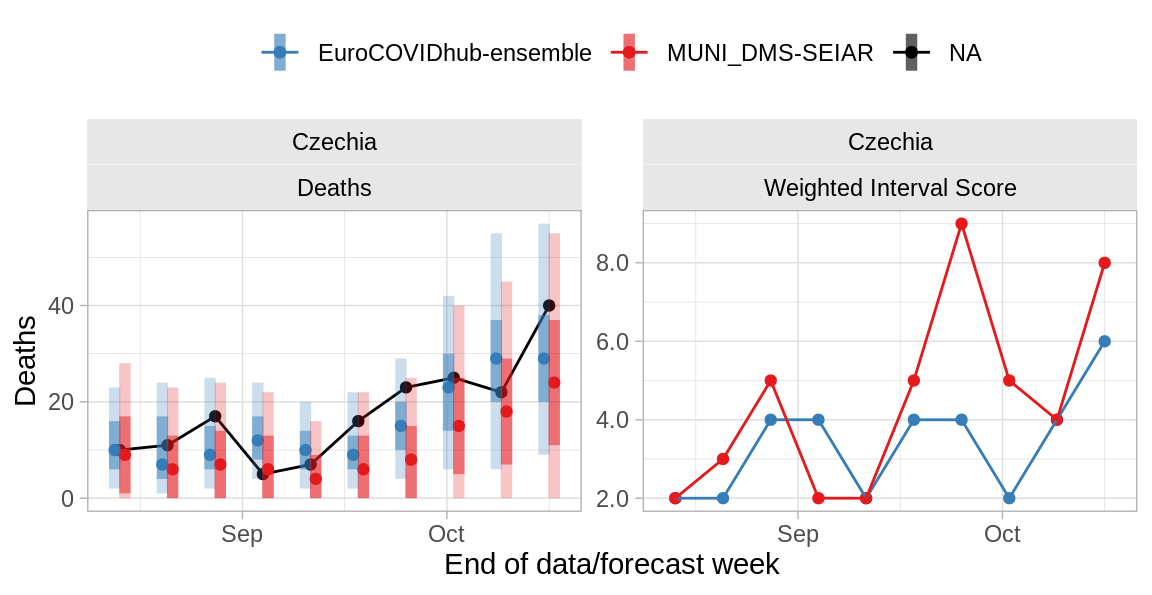 EuroCOVIDhub-ensemble MUNI_DMS-SEIAR NA
Czechia Czechia
Deaths Weighted Interval Score
Deaths
40
20
0
8.0
6.0
4.0
2.0
Sep Oct Sep Oct
End of data/forecast week